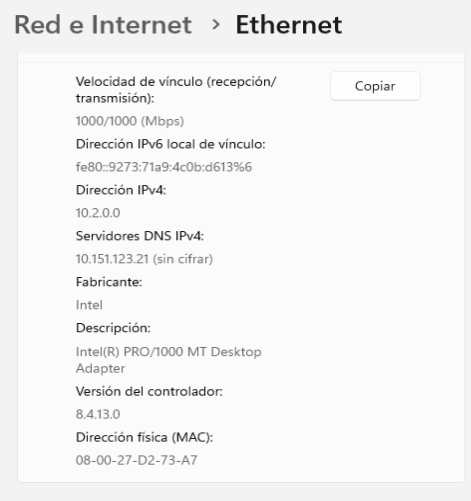 Red e Internet > Ethernet
Velocidad de vínculo (recepción/
transmisión):
Copiar
1000/1000 (Mbps)
Dirección IPv6 local de vínculo:
fe80::9273:71a9:4c0b:d613%6
Dirección IPv4:
10.2.0.0
Servidores DNS IPv4:
10.151.123.21 (sin cifrar)
Fabricante:
Intel
Descripción:
Intel(R) PRO/1000 MT Desktop
Adapter
Versión del controlador:
8.4.13.0
Dirección física (MAC):
08-00-27-D2-73-A7